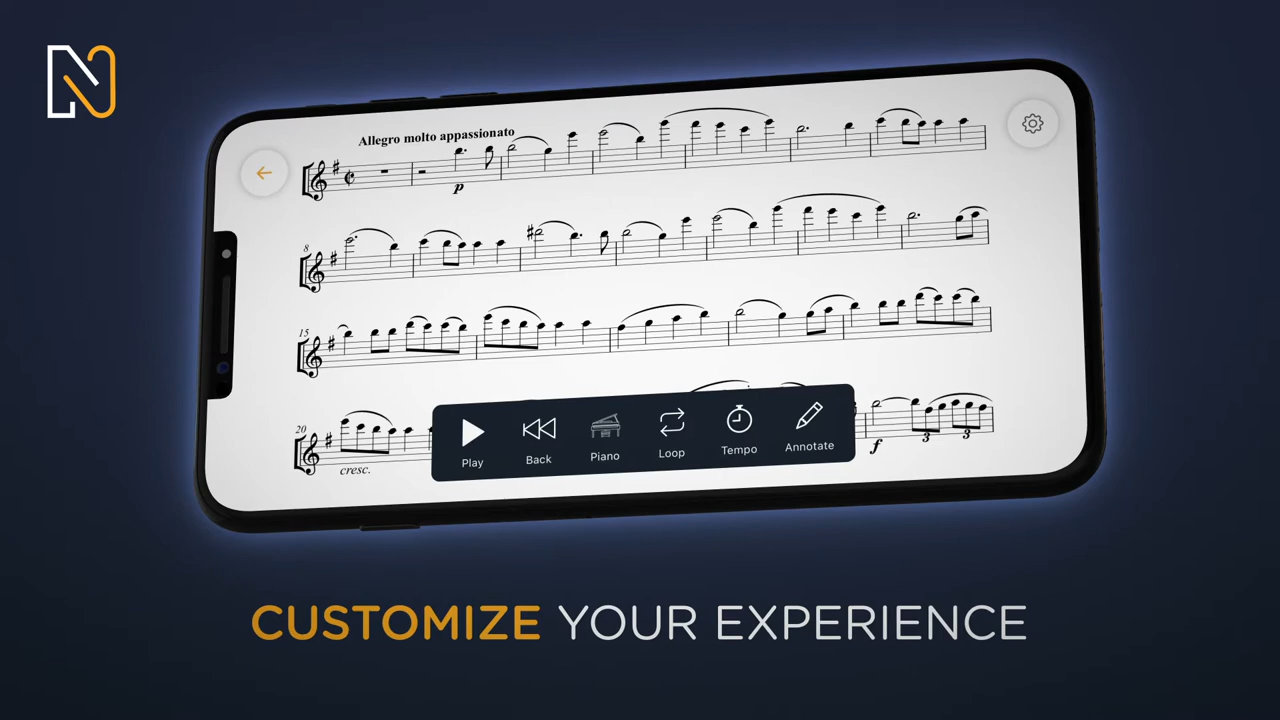 N
Allegro molto appassionato
p
8
15
20
cresc.
f
3 3
Play Back Piano Loop Tempo Annotate
CUSTOMIZE YOUR EXPERIENCE